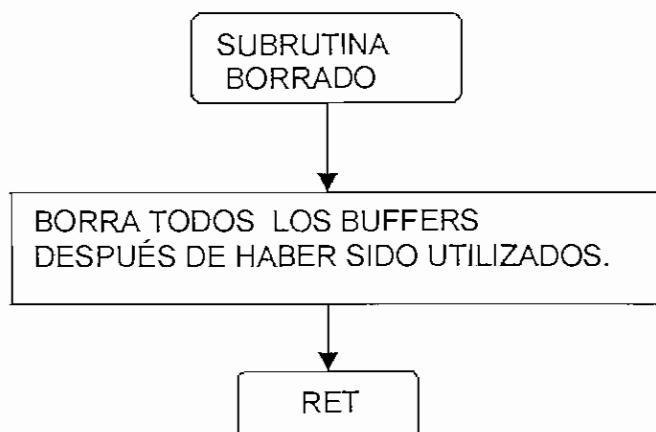 SUBRUTINA
BORRADO
BORRA TODOS LOS BUFFERS
DESPUÉS DE HABER SIDO UTILIZADOS.
RET